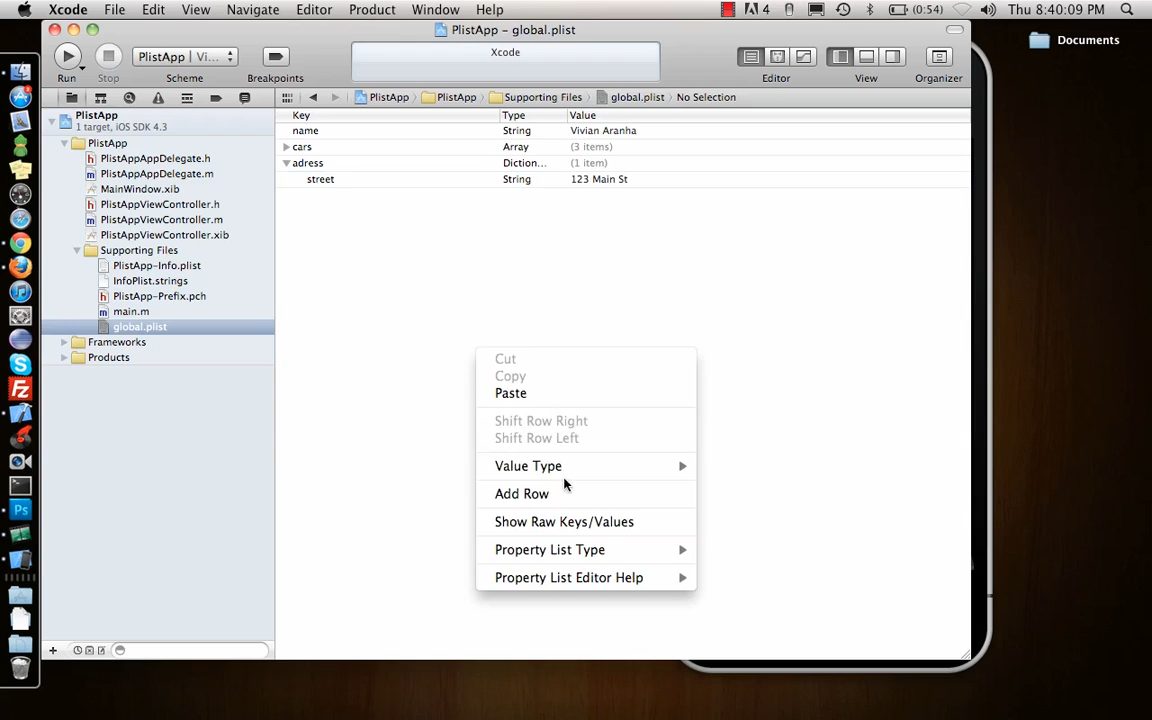 Xcode File Edit View Navigate Editor Product Window Help 4 (0:54) Thu 8:40:09 PM
PlistApp – global.plist
Documents
PlistApp | Vi...
Xcode
Run Stop Scheme Breakpoints Editor View Organizer
PlistApp PlistApp Supporting Files global.plist No Selection
PlistApp
1 target, iOS SDK 4.3
PlistApp
PlistAppAppDelegate.h
PlistAppAppDelegate.m
MainWindow.xib
PlistAppViewController.h
PlistAppViewController.m
PlistAppViewController.xib
Supporting Files
PlistApp-Info.plist
InfoPlist.strings
PlistApp-Prefix.pch
main.m
global.plist
Frameworks
Products
Key Type Value
name String Vivian Aranha
cars Array (3 items)
adress Diction... (1 item)
street String 123 Main St
Cut
Copy
Paste
Shift Row Right
Shift Row Left
Value Type
Add Row
Show Raw Keys/Values
Property List Type
Property List Editor Help